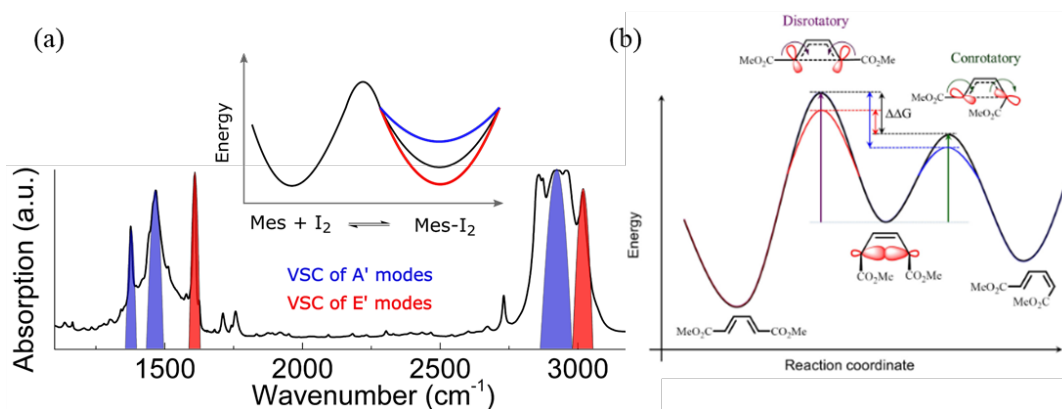 (a)
Energy
Mes + I2 ⇌ Mes-I2
VSC of A' modes
VSC of E' modes
Absorption (a.u.)
1500
2000
2500
3000
Wavenumber (cm-1)
(b)
Disrotatory
MeO2C
CO2Me
Conrotatory
MeO2C
CO2Me
ΔΔG
Energy
CO2Me
CO2Me
MeO2C
MeO2C
MeO2C
CO2Me
Reaction coordinate